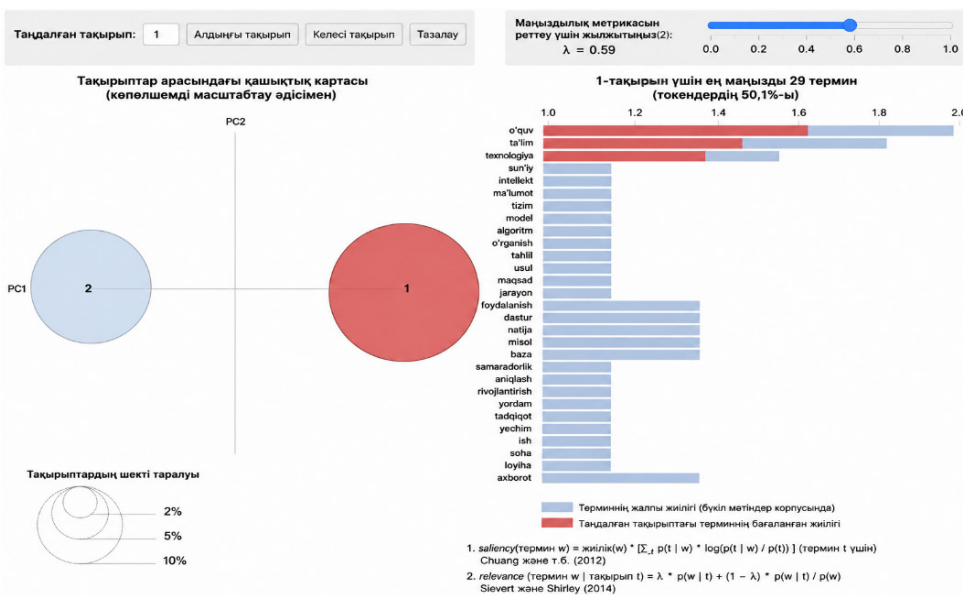 Таңдалған тақырып: 1 Алдыңғы тақырып Келесі тақырып Тазалау
Маңыздылық метрикасын
реттеу үшін жылжытыңыз(2):
λ = 0.59
0.0 0.2 0.4 0.6 0.8 1.0
Тақырыптар арасындағы қашықтық картасы
(көпөлшемді масштабтау әдісімен)
PC2
PC1
2
1
Тақырыптардың шекті таралуы
2%
5%
10%
1-тақырын үшін ең маңызды 29 термин
(токендердің 50,1%-ы)
1.0 1.2 1.4 1.6 1.8 2.0
o'quv
ta'lim
texnologiya
sun'iy
intellekt
ma'lumot
tizim
model
algoritm
o'rganish
tahlil
usul
maqsad
jarayon
foydalanish
dastur
natija
misol
baza
samaradorlik
aniqlash
rivojlantirish
yordam
tadqiqot
yechim
ish
soha
loyiha
axborot
Терминнің жалпы жиілігі (бүкіл мәтіндер корпусында)
Таңдалған тақырыптағы терминнің бағаланған жиілігі
1. saliency(термин w) = жиілік(w) * [Σ_t p(t | w) * log(p(t | w) / p(t)) ] (термин t үшін)
Chuang және т.б. (2012)
2. relevance (термин w | тақырып t) = λ * p(w | t) + (1 − λ) * p(w | t) / p(w)
Sievert және Shirley (2014)